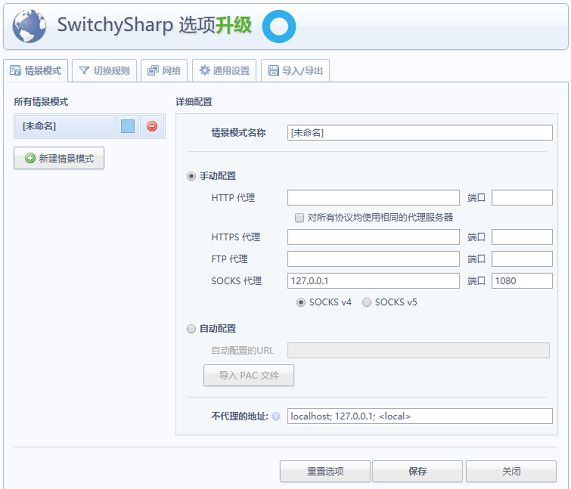 SwitchySharp 选项升级
情景模式 切换规则 网络 通用设置 导入/导出
所有情景模式
[未命名]
新建情景模式
详细配置
情景模式名称 [未命名]
手动配置
HTTP 代理 端口
对所有协议均使用相同的代理服务器
HTTPS 代理 端口
FTP 代理 端口
SOCKS 代理 127.0.0.1 端口 1080
SOCKS v4 SOCKS v5
自动配置
自动配置的URL
导入 PAC 文件
不代理的地址: localhost; 127.0.0.1; <local>
重置选项 保存 关闭